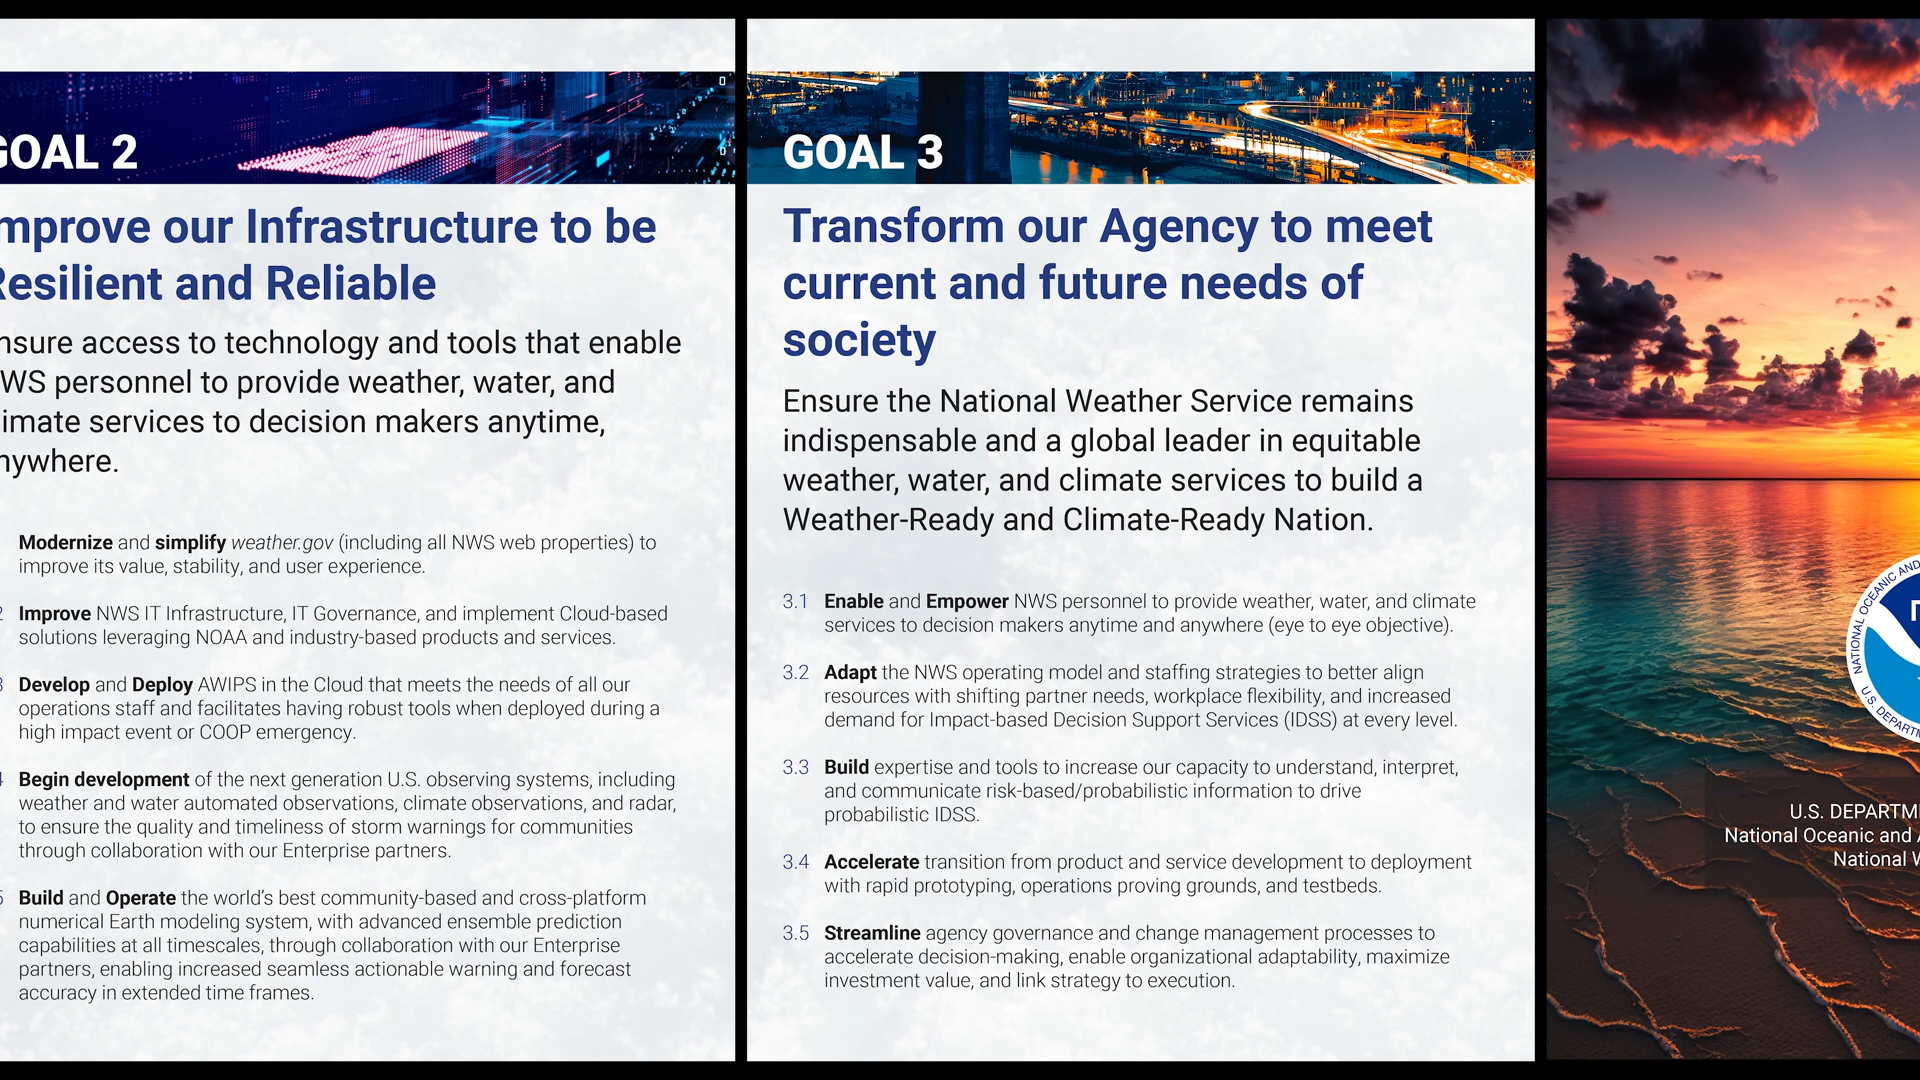 GOAL 2
mprove our Infrastructure to be
Resilient and Reliable
nsure access to technology and tools that enable
WS personnel to provide weather, water, and
imate services to decision makers anytime,
nywhere.
Modernize and simplify weather.gov (including all NWS web properties) to
improve its value, stability, and user experience.
2 Improve NWS IT Infrastructure, IT Governance, and implement Cloud-based
solutions leveraging NOAA and industry-based products and services.
3 Develop and Deploy AWIPS in the Cloud that meets the needs of all our
operations staff and facilitates having robust tools when deployed during a
high impact event or COOP emergency.
4 Begin development of the next generation U.S. observing systems, including
weather and water automated observations, climate observations, and radar,
to ensure the quality and timeliness of storm warnings for communities
through collaboration with our Enterprise partners.
5 Build and Operate the world’s best community-based and cross-platform
numerical Earth modeling system, with advanced ensemble prediction
capabilities at all timescales, through collaboration with our Enterprise
partners, enabling increased seamless actionable warning and forecast
accuracy in extended time frames.
GOAL 3
Transform our Agency to meet
current and future needs of
society
Ensure the National Weather Service remains
indispensable and a global leader in equitable
weather, water, and climate services to build a
Weather-Ready and Climate-Ready Nation.
3.1 Enable and Empower NWS personnel to provide weather, water, and climate
services to decision makers anytime and anywhere (eye to eye objective).
3.2 Adapt the NWS operating model and staffing strategies to better align
resources with shifting partner needs, workplace flexibility, and increased
demand for Impact-based Decision Support Services (IDSS) at every level.
3.3 Build expertise and tools to increase our capacity to understand, interpret,
and communicate risk-based/probabilistic information to drive
probabilistic IDSS.
3.4 Accelerate transition from product and service development to deployment
with rapid prototyping, operations proving grounds, and testbeds.
3.5 Streamline agency governance and change management processes to
accelerate decision-making, enable organizational adaptability, maximize
investment value, and link strategy to execution.
NATIONAL OCEANIC AND
U.S. DEPARTM
U.S. DEPARTME
National Oceanic and A
National W